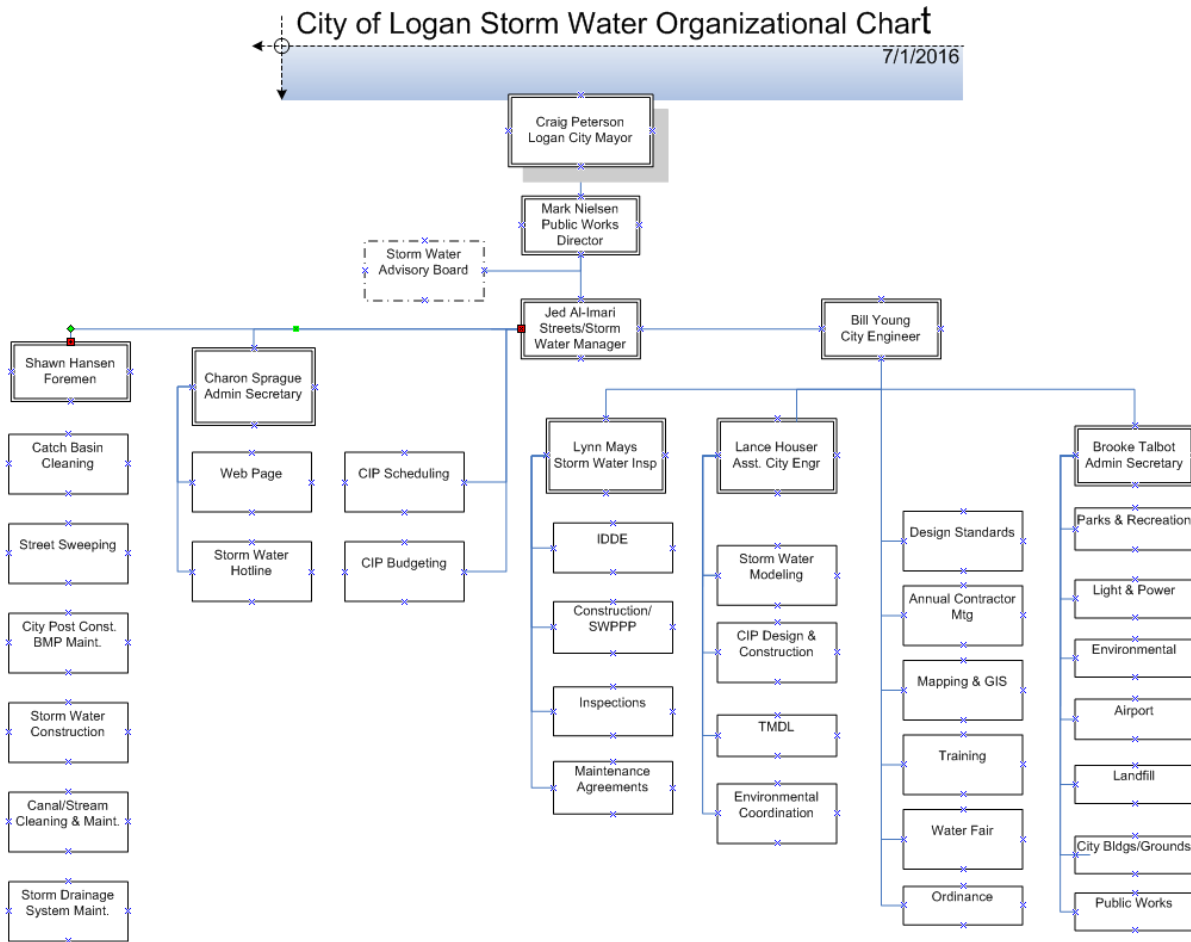 City of Logan Storm Water Organizational Chart
7/1/2016
Craig Peterson
Logan City Mayor
Mark Nielsen
Public Works
Director
Storm Water
Advisory Board
Jed Al-Imari
Streets/Storm
Water Manager
Bill Young
City Engineer
Shawn Hansen
Foremen
Catch Basin
Cleaning
Street Sweeping
City Post Const.
BMP Maint.
Storm Water
Construction
Canal/Stream
Cleaning & Maint.
Storm Drainage
System Maint.
Charon Sprague
Admin Secretary
Web Page
Storm Water
Hotline
CIP Scheduling
CIP Budgeting
Lynn Mays
Storm Water Insp
IDDE
Construction/
SWPPP
Inspections
Maintenance
Agreements
Lance Houser
Asst. City Engr
Storm Water
Modeling
CIP Design &
Construction
TMDL
Environmental
Coordination
Design Standards
Annual Contractor
Mtg
Mapping & GIS
Training
Water Fair
Ordinance
Brooke Talbot
Admin Secretary
Parks & Recreation
Light & Power
Environmental
Airport
Landfill
City Bldgs/Grounds
Public Works